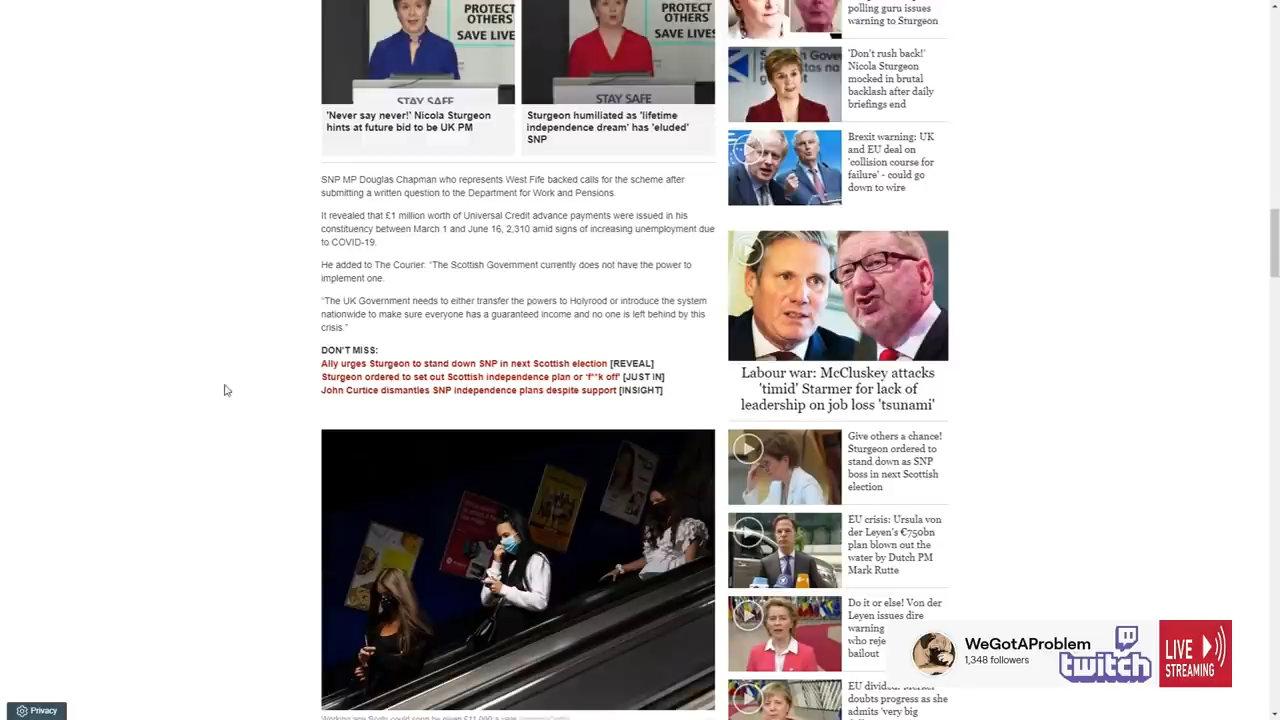 PROTECT
OTHERS
SAVE LIVES
STAY SAFE
'Never say never!' Nicola Sturgeon
hints at future bid to be UK PM
PROTECT
OTHERS
SAVE LIVES
STAY SAFE
Sturgeon humiliated as 'lifetime
independence dream' has 'eluded'
SNP
SNP MP Douglas Chapman who represents West Fife backed calls for the scheme after
submitting a written question to the Department for Work and Pensions.
It revealed that £1 million worth of Universal Credit advance payments were issued in his
constituency between March 1 and June 16, 2,310 amid signs of increasing unemployment due
to COVID-19.
He added to The Courier: "The Scottish Government currently does not have the power to
implement one.
"The UK Government needs to either transfer the powers to Holyrood or introduce the system
nationwide to make sure everyone has a guaranteed income and no one is left behind by this
crisis."
DON'T MISS:
Ally urges Sturgeon to stand down SNP in next Scottish election [REVEAL]
Sturgeon ordered to set out Scottish independence plan or 'f**k off' [JUST IN]
John Curtice dismantles SNP independence plans despite support [INSIGHT]
Working age Scots could soon be given £11,000 a year
polling guru issues
warning to Sturgeon
'Don't rush back!'
Nicola Sturgeon
mocked in brutal
backlash after daily
briefings end
Brexit warning: UK
and EU deal on
'collision course for
failure' - could go
down to wire
Labour war: McCluskey attacks
'timid' Starmer for lack of
leadership on job loss 'tsunami'
Give others a chance!
Sturgeon ordered to
stand down as SNP
boss in next Scottish
election
EU crisis: Ursula von
der Leyen's €750bn
plan blown out the
water by Dutch PM
Mark Rutte
Do it or else! Von der
Leyen issues dire
warning
who reje
bailout
EU divided:
doubts progress as she
admits 'very big
WeGotAProblem
1,348 followers
twitch
LIVE
STREAMING
Privacy